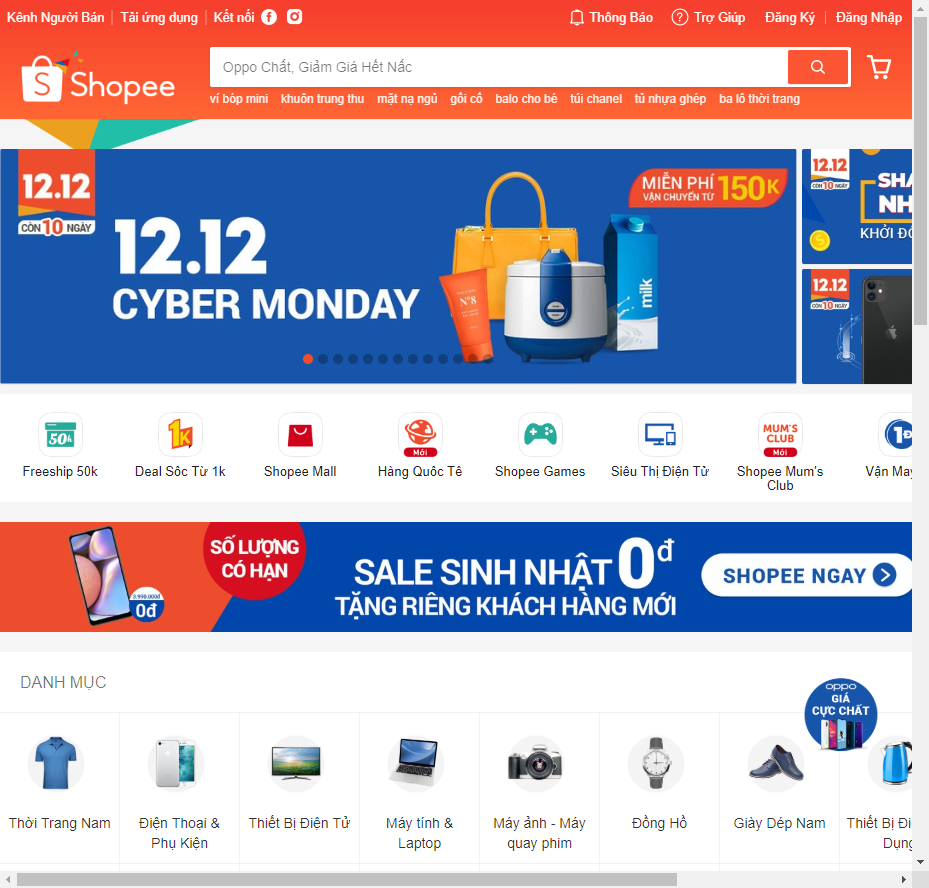 Kênh Người Bán
Tải ứng dụng
Kết nối
Thông Báo
Trợ Giúp
Đăng Ký
Đăng Nhập
Shopee
Oppo Chất, Giảm Giá Hết Nấc
ví bóp mini khuôn trung thu mặt nạ ngủ gối cổ balo cho bé túi chanel tủ nhựa ghép ba lô thời trang
12.12
CÒN 10 NGÀY
12.12
CYBER MONDAY
MIỄN PHÍ
VẬN CHUYỂN TỪ
150K
Nº8
milk
12.12
CÒN 10 NGÀY
KHỞI
12.12
CÒN 10 NGÀY
50k
Freeship 50k
1K
Deal Sốc Từ 1k
Shopee Mall
Mới
Hàng Quốc Tế
Shopee Games
Siêu Thị Điện Tử
MUM'S
CLUB
Mới
Shopee Mum's
Club
Vận May
3.990.000đ
0đ
SỐ LƯỢNG
CÓ HẠN
SALE SINH NHẬT 0đ
TẶNG RIÊNG KHÁCH HÀNG MỚI
SHOPEE NGAY
DANH MỤC
oppo
GIÁ
CỰC CHẤT
Thời Trang Nam
Điện Thoại &
Phụ Kiện
Thiết Bị Điện Tử
Máy tính &
Laptop
Máy ảnh - Máy
quay phim
Đồng Hồ
Giày Dép Nam
Thiết Bị
Dụng